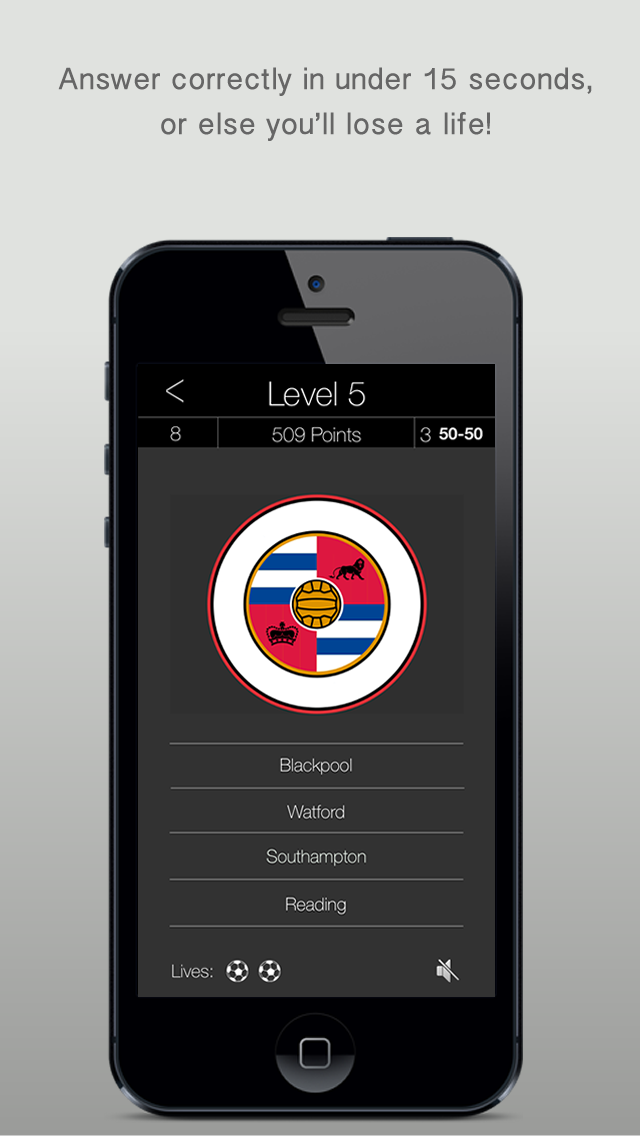 Answer correctly in under 15 seconds,
or else you'll lose a life!
<
Level 5
8
509 Points
3 50-50
Blackpool
Watford
Southampton
Reading
Lives: